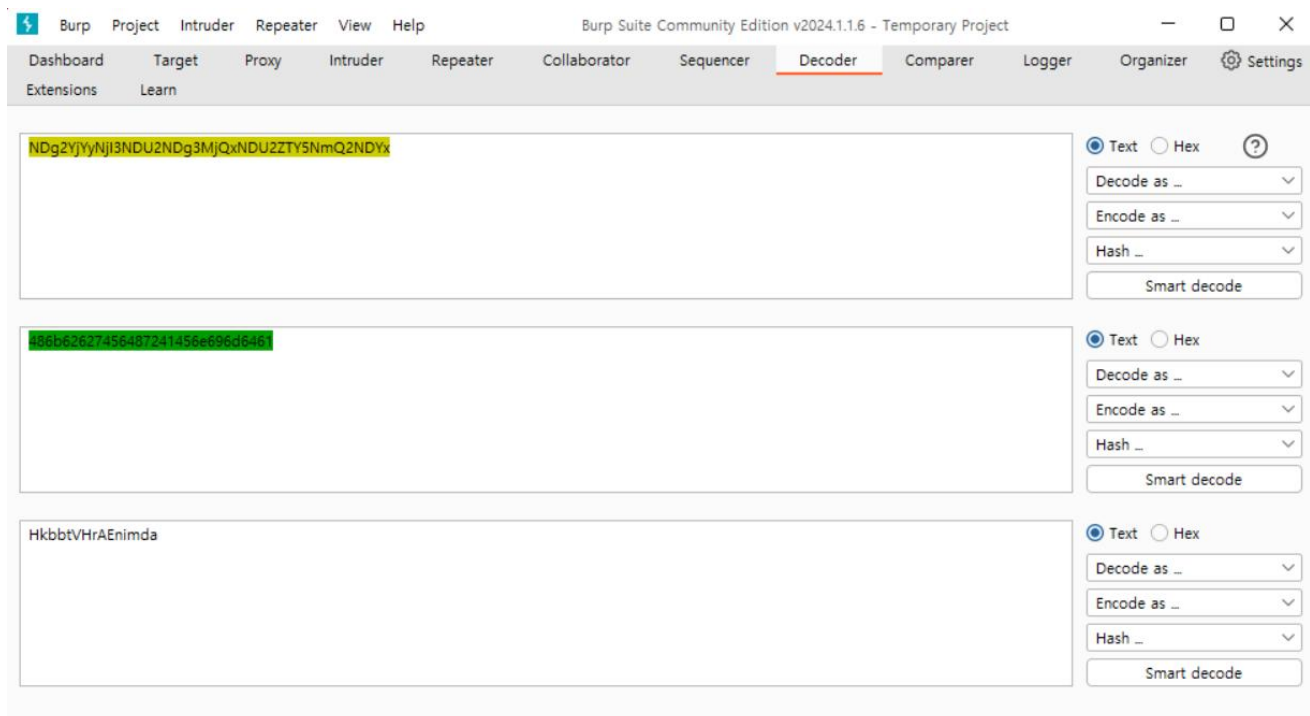 Burp Project Intruder Repeater View Help Burp Suite Community Edition v2024.1.1.6 - Temporary Project
Dashboard Target Proxy Intruder Repeater Collaborator Sequencer Decoder Comparer Logger Organizer Settings
Extensions Learn
NDg2YjYyNjI3NDU2NDg3MjQxNDU2ZTY5NmQ2NDYx
Text Hex ?
Decode as ...
Encode as ...
Hash ...
Smart decode
486b62627456487241456e696d6461
Text Hex
Decode as ...
Encode as ...
Hash ...
Smart decode
HkbbtVHrAEnimda
Text Hex
Decode as ...
Encode as ...
Hash ...
Smart decode